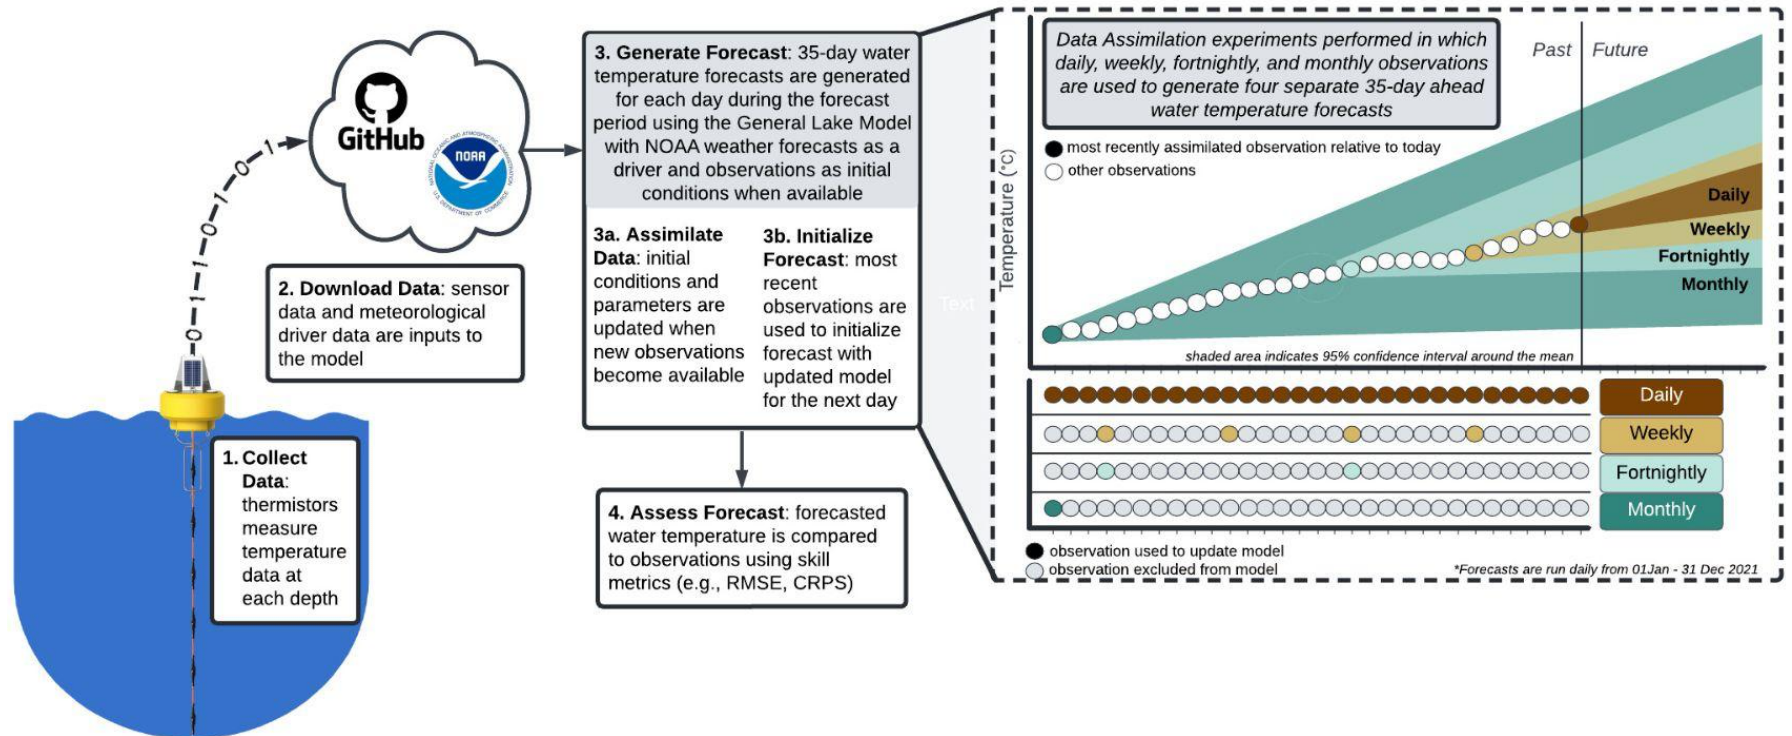 GitHub
NOAA
NATIONAL OCEANIC AND ATMOSPHERIC ADMINISTRATION
U.S. DEPARTMENT OF COMMERCE
0 1 1 0 1 0 1
1. Collect
Data:
thermistors
measure
temperature
data at
each depth
2. Download Data: sensor
data and meteorological
driver data are inputs to
the model
3. Generate Forecast: 35-day water
temperature forecasts are generated
for each day during the forecast
period using the General Lake Model
with NOAA weather forecasts as a
driver and observations as initial
conditions when available
3a. Assimilate
Data: initial
conditions and
parameters are
updated when
new observations
become available
3b. Initialize
Forecast: most
recent
observations are
used to initialize
forecast with
updated model
for the next day
4. Assess Forecast: forecasted
water temperature is compared
to observations using skill
metrics (e.g., RMSE, CRPS)
Text
Data Assimilation experiments performed in which
daily, weekly, fortnightly, and monthly observations
are used to generate four separate 35-day ahead
water temperature forecasts
Past
Future
most recently assimilated observation relative to today
other observations
Temperature (°C)
Daily
Weekly
Fortnightly
Monthly
shaded area indicates 95% confidence interval around the mean
Daily
Weekly
Fortnightly
Monthly
observation used to update model
observation excluded from model
*Forecasts are run daily from 01Jan - 31 Dec 2021